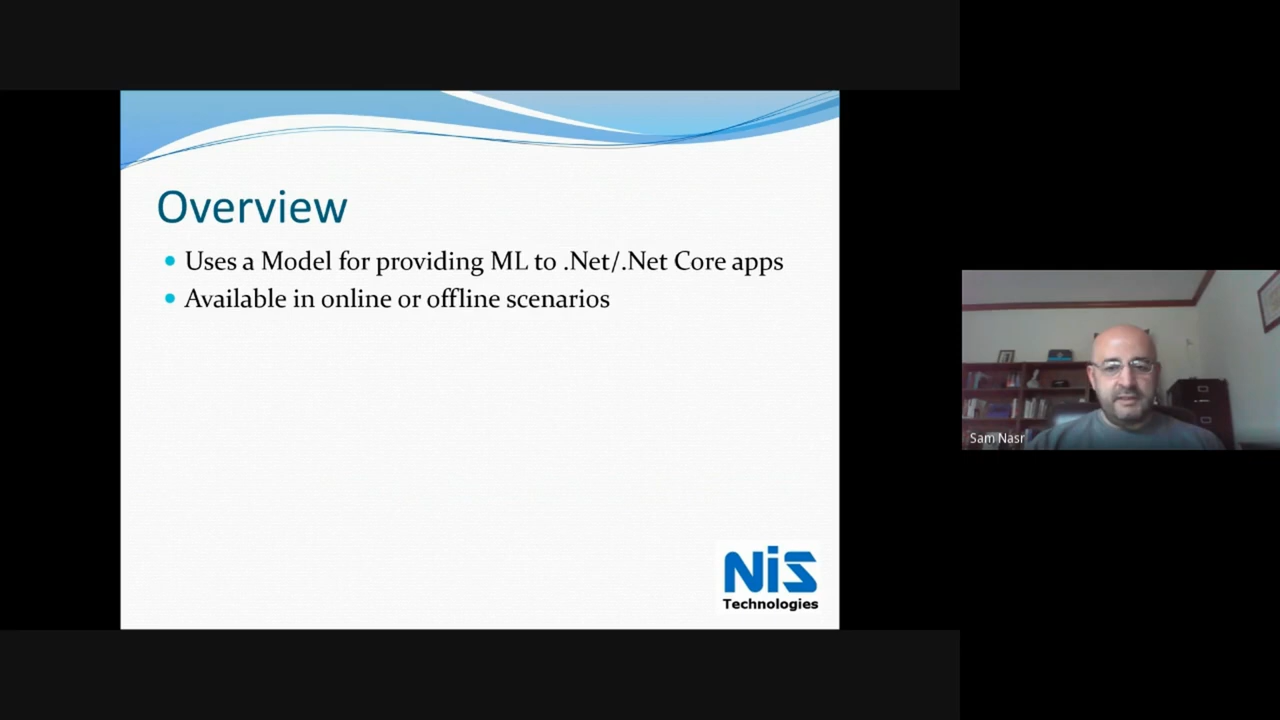 Overview
Uses a Model for providing ML to .Net/.Net Core apps
Available in online or offline scenarios
NiS
Technologies
Sam Nasr